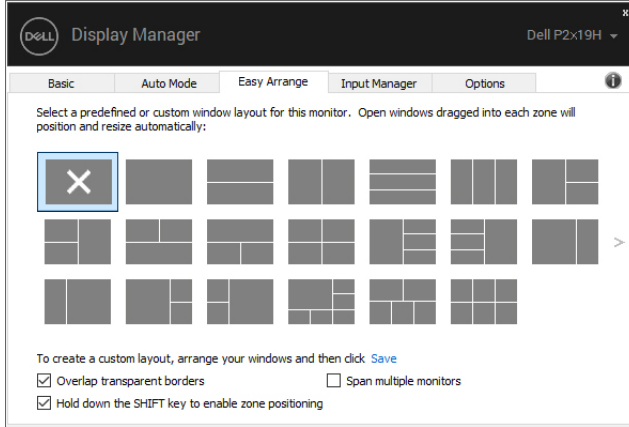 x
DELL Display Manager Dell P2x19H
Basic Auto Mode Easy Arrange Input Manager Options
Select a predefined or custom window layout for this monitor. Open windows dragged into each zone will
position and resize automatically:
>
To create a custom layout, arrange your windows and then click Save
Overlap transparent borders Span multiple monitors
Hold down the SHIFT key to enable zone positioning